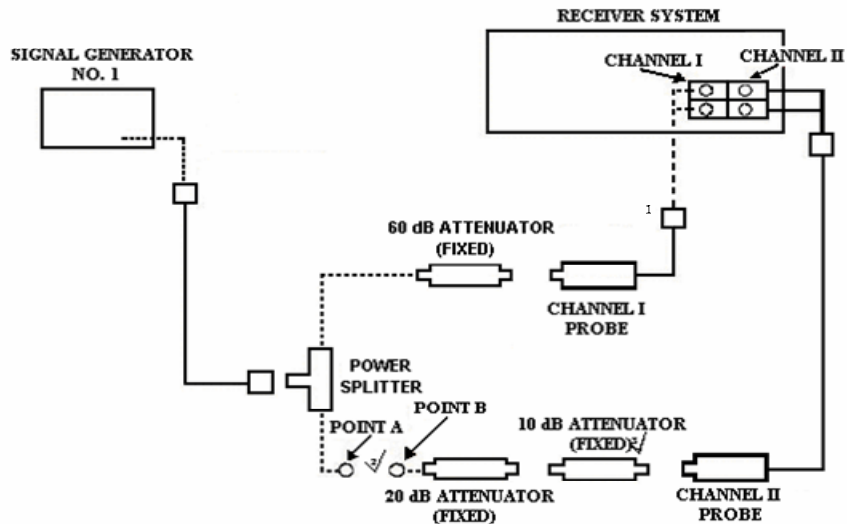 RECEIVER SYSTEM
SIGNAL GENERATOR
NO. 1
CHANNEL I
CHANNEL II
I
60 dB ATTENUATOR
(FIXED)
CHANNEL I
PROBE
POWER
SPLITTER
POINT A
POINT B
2
10 dB ATTENUATOR
(FIXED)
20 dB ATTENUATOR
(FIXED)
CHANNEL II
PROBE